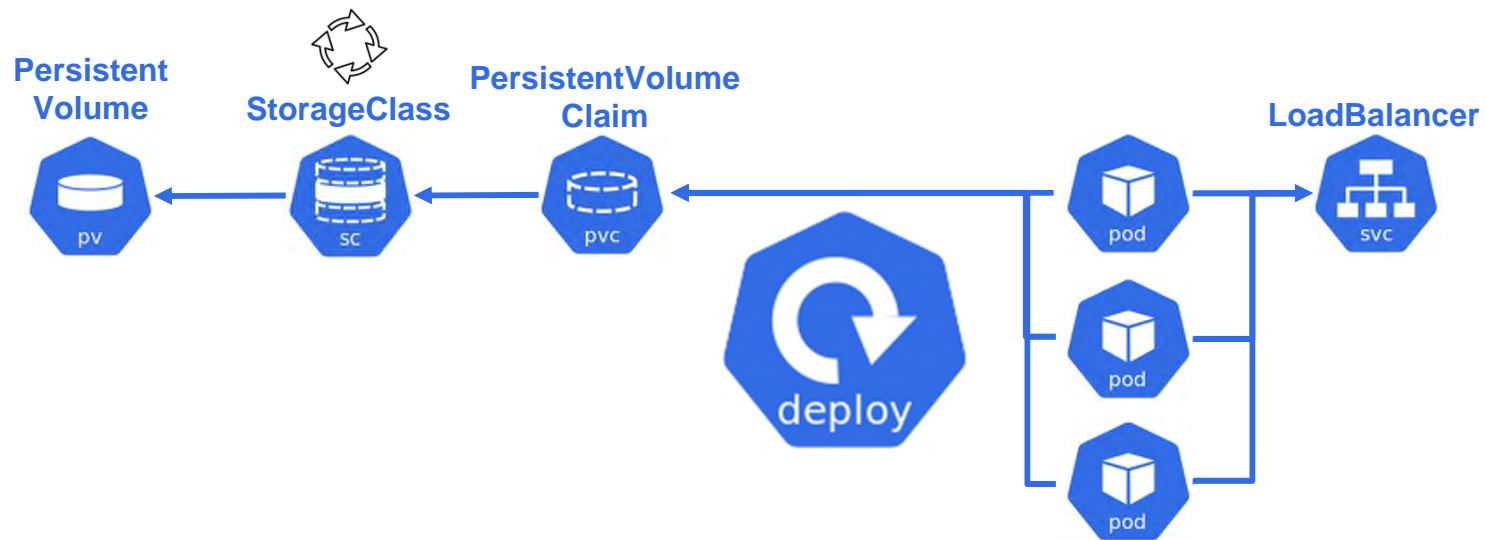 Persistent
Volume
StorageClass
PersistentVolume
Claim
LoadBalancer
pv
sc
pvc
pod
svc
deploy
pod
pod